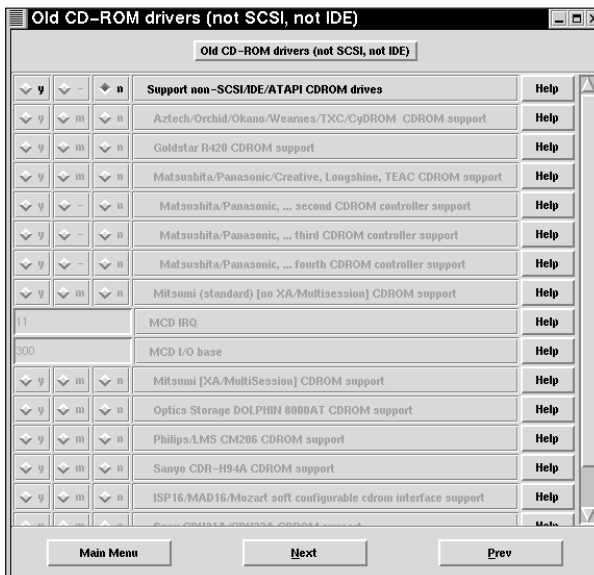 Old CD-ROM drivers (not SCSI, not IDE)
Old CD-ROM drivers (not SCSI, not IDE)
y - n Support non-SCSI/IDE/ATAPI CDROM drives Help
y m n Aztech/Orchid/Okano/Wearnes/TXC/CyDROM CDROM support Help
y m n Goldstar R420 CDROM support Help
y m n Matsushita/Panasonic/Creative, Longshine, TEAC CDROM support Help
y - n Matsushita/Panasonic, ... second CDROM controller support Help
y - n Matsushita/Panasonic, ... third CDROM controller support Help
y - n Matsushita/Panasonic, ... fourth CDROM controller support Help
y m n Mitsumi (standard) [no XA/Multisession] CDROM support Help
11 MCD IRQ Help
300 MCD I/O base Help
y m n Mitsumi [XA/MultiSession] CDROM support Help
y m n Optics Storage DOLPHIN 8000AT CDROM support Help
y m n Philips/LMS CM206 CDROM support Help
y m n Sanyo CDR-H94A CDROM support Help
y m n ISP16/MAD16/Mozart soft configurable cdrom interface support Help
y m n Sony CDU31A/CDU33A CDROM support Help
Main Menu Next Prev